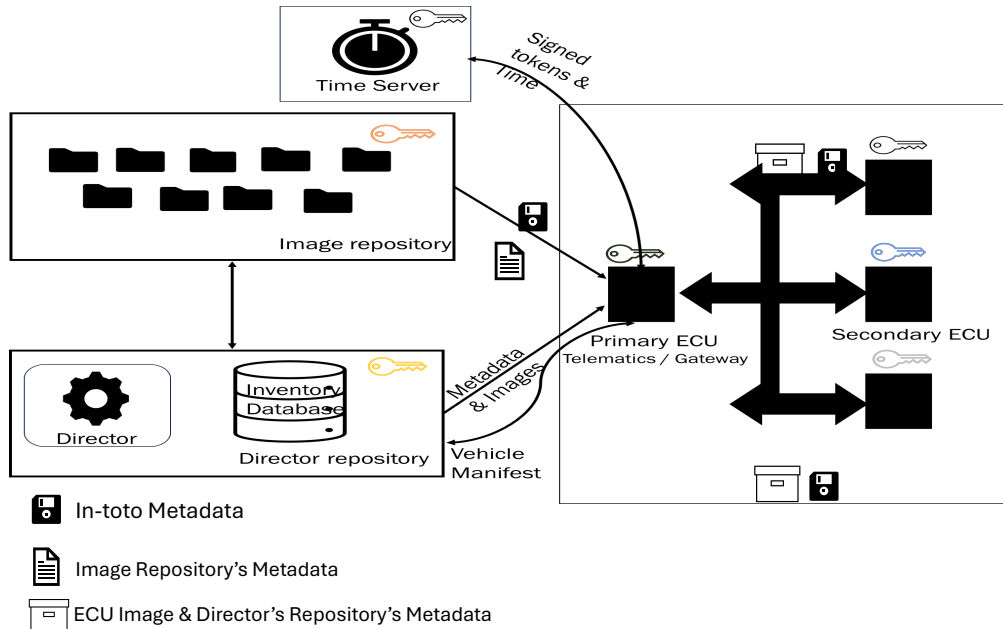 Signed
tokens &
Time
Time Server
Image repository
Primary ECU
Telematics / Gateway
Secondary ECU
Metadata
& Images
Inventory
Database
Director
Director repository
Vehicle
Manifest
In-toto Metadata
Image Repository's Metadata
ECU Image & Director's Repository's Metadata